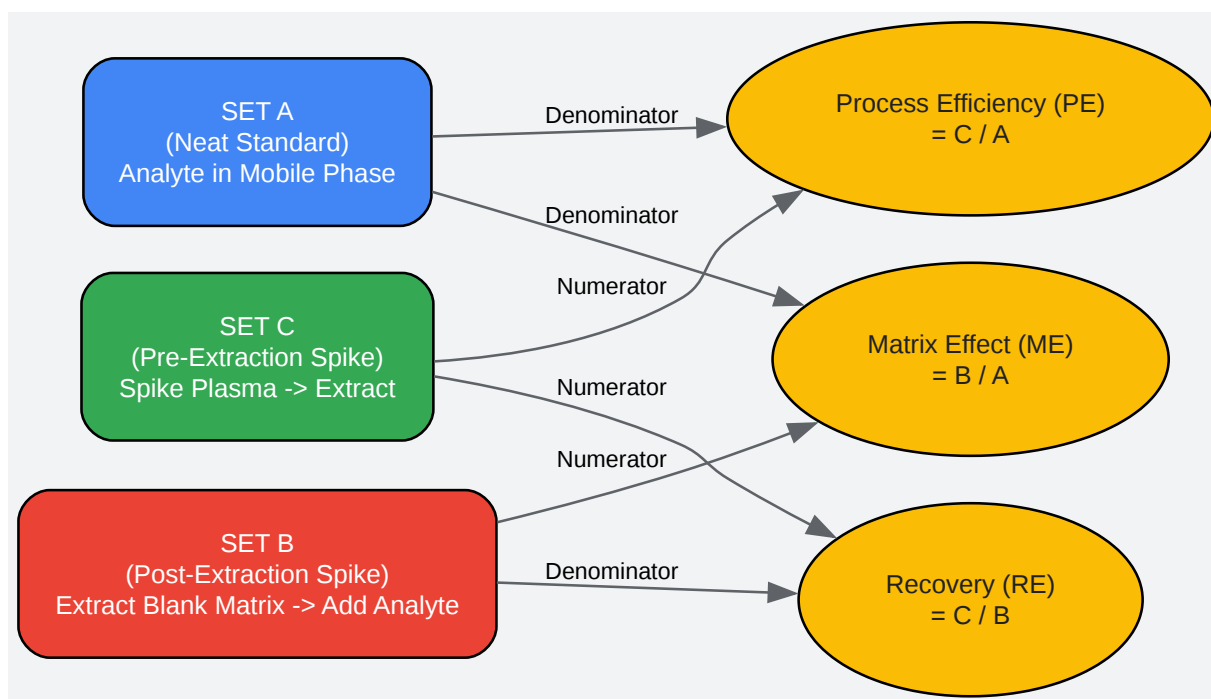 SET A
(Neat Standard)
Analyte in Mobile Phase
Denominator
Process Efficiency (PE)
= C / A
Denominator
SET C
(Pre-Extraction Spike)
Spike Plasma -> Extract
Numerator
Matrix Effect (ME)
= B / A
Numerator
Numerator
SET B
(Post-Extraction Spike)
Extract Blank Matrix -> Add Analyte
Denominator
Recovery (RE)
= C / B